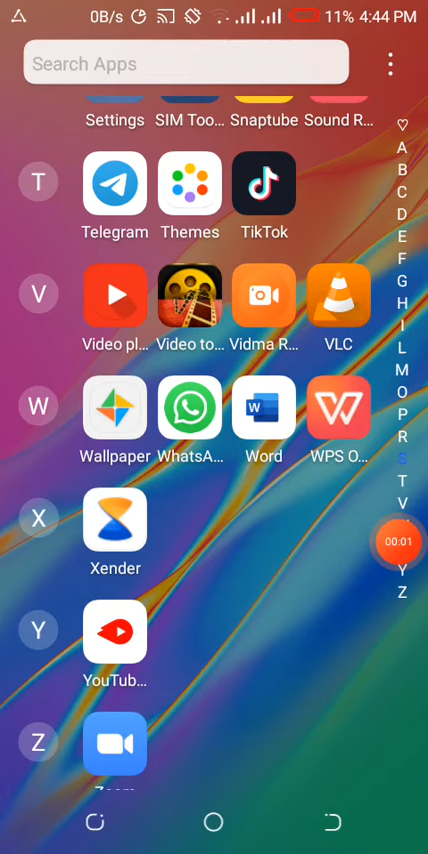 0B/s 11% 4:44 PM
Search Apps
Settings SIM Too... Snaptube Sound R...
T
Telegram Themes TikTok
V
Video pl... Video to... Vidma R... VLC
W
W
Wallpaper WhatsA... Word WPS O...
X
Xender
Y
YouTub...
Z
A
B
C
D
E
F
G
H
I
L
M
O
P
R
S
T
V
00:01
Y
Z